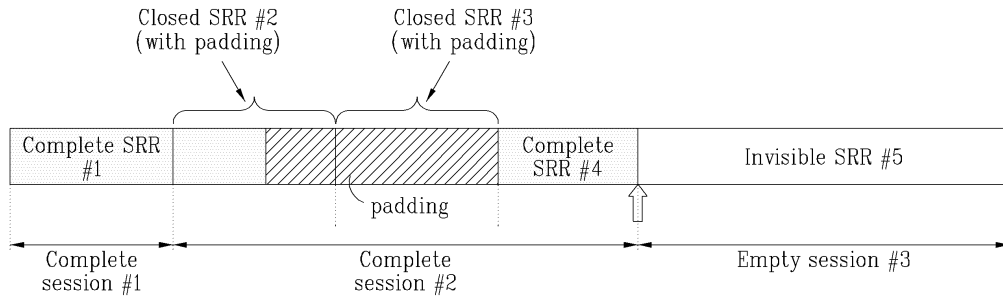 Closed SRR #2
(with padding)
Closed SRR #3
(with padding)
Complete SRR
#1
Complete
SRR #4
Invisible SRR #5
padding
Complete
session #1
Complete
session #2
Empty session #3